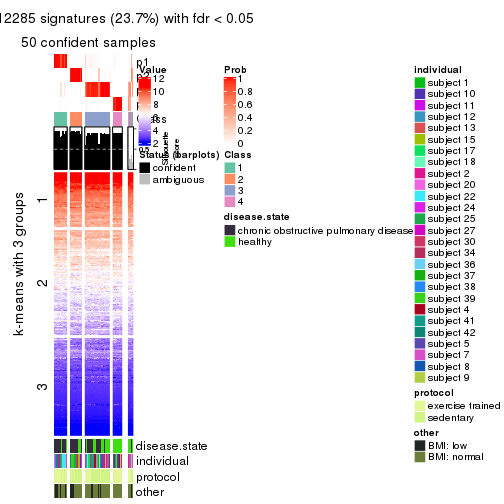 12285 signatures (23.7%) with fdr < 0.05
50 confident samples
Value
12
10
8
6
4
2
Status (barplots)
confident
ambiguous
Prob
1
0.8
0.6
0.4
0.2
0
Class
1
2
3
4
disease.state
chronic obstructive pulmonary disease
healthy
individual
subject 1
subject 10
subject 11
subject 12
subject 13
subject 15
subject 17
subject 18
subject 2
subject 20
subject 22
subject 24
subject 25
subject 27
subject 30
subject 34
subject 36
subject 37
subject 38
subject 39
subject 4
subject 41
subject 42
subject 5
subject 7
subject 8
subject 9
protocol
exercise trained
sedentary
other
BMI: low
BMI: normal
k-means with 3 groups
1
2
3
p1
disease.state
individual
protocol
other